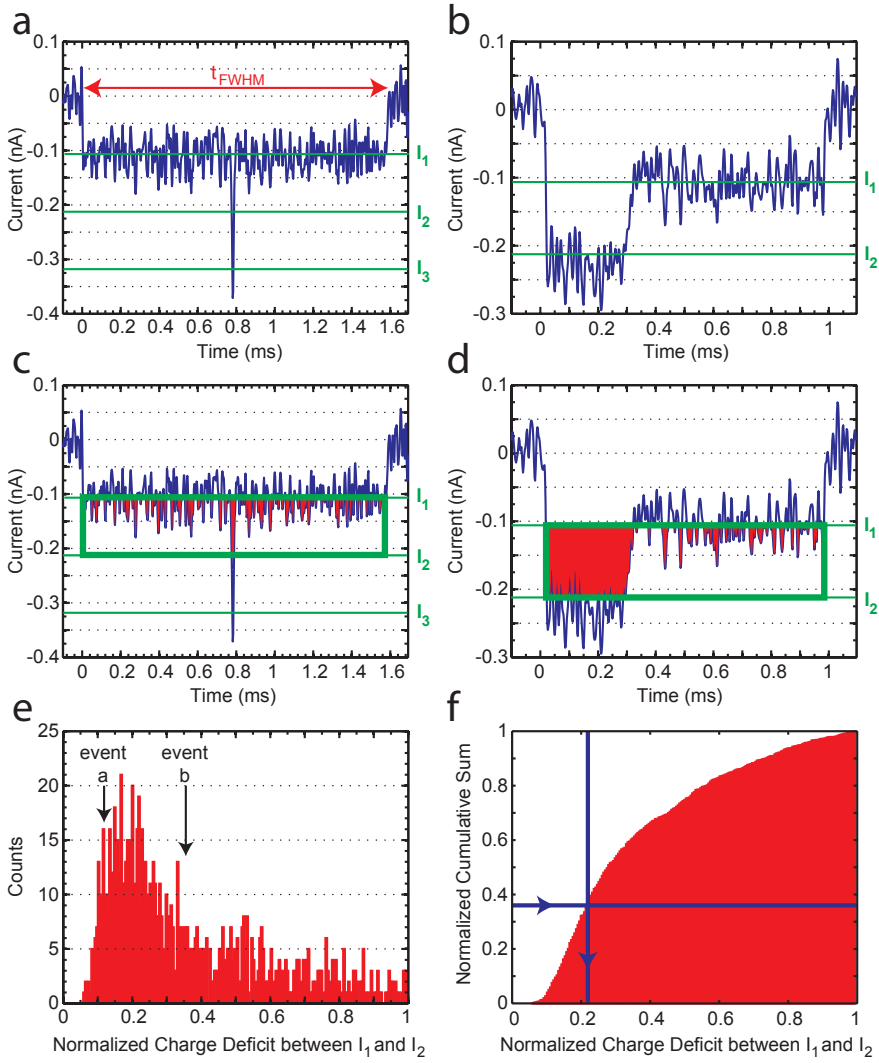 a
0.1
0
-0.1
-0.2
-0.3
-0.4
Current (nA)
tFWHM
I1
I2
I3
0 0.2 0.4 0.6 0.8 1 1.2 1.4 1.6
Time (ms)
b
0.1
0
-0.1
-0.2
-0.3
Current (nA)
I1
I2
0 0.2 0.4 0.6 0.8 1
Time (ms)
c
0.1
0
-0.1
-0.2
-0.3
-0.4
Current (nA)
I1
I2
I3
0 0.2 0.4 0.6 0.8 1 1.2 1.4 1.6
Time (ms)
d
0.1
0
-0.1
-0.2
-0.3
Current (nA)
I1
I2
0 0.2 0.4 0.6 0.8 1
Time (ms)
e
25
20
15
10
5
0
Counts
event
a
event
b
0 0.2 0.4 0.6 0.8 1
Normalized Charge Deficit between I1 and I2
f
1
0.8
0.6
0.4
0.2
0
Normalized Cumulative Sum
0 0.2 0.4 0.6 0.8 1
Normalized Charge Deficit between I1 and I2